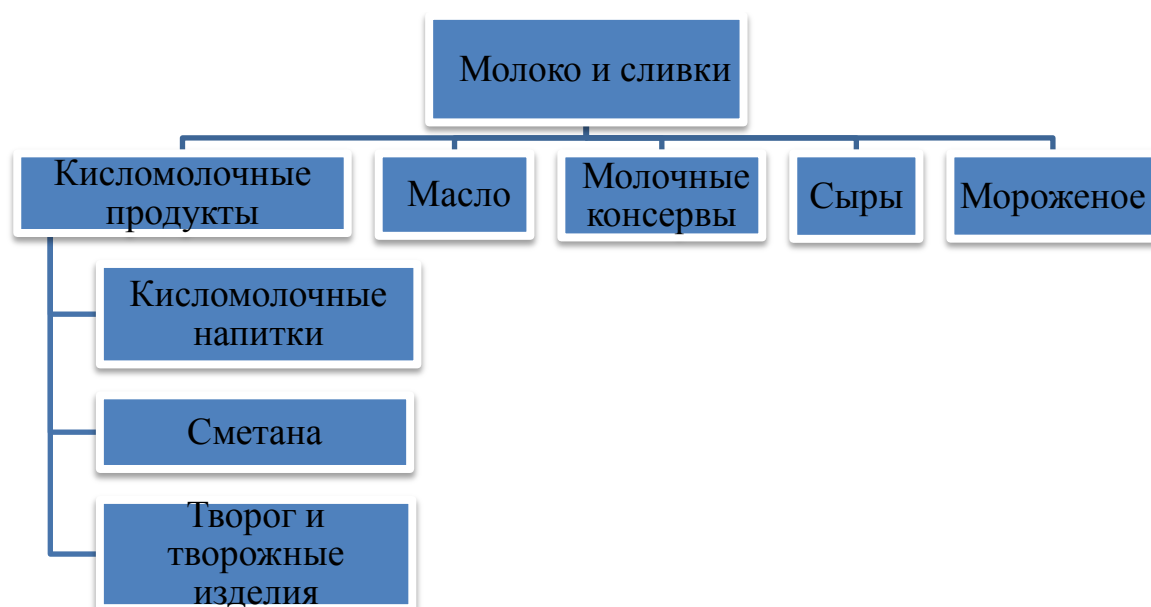 Молоко и сливки
Кисломолочные
продукты
Масло
Молочные
консервы
Сыры
Мороженое
Кисломолочные
напитки
Сметана
Творог и
творожные
изделия